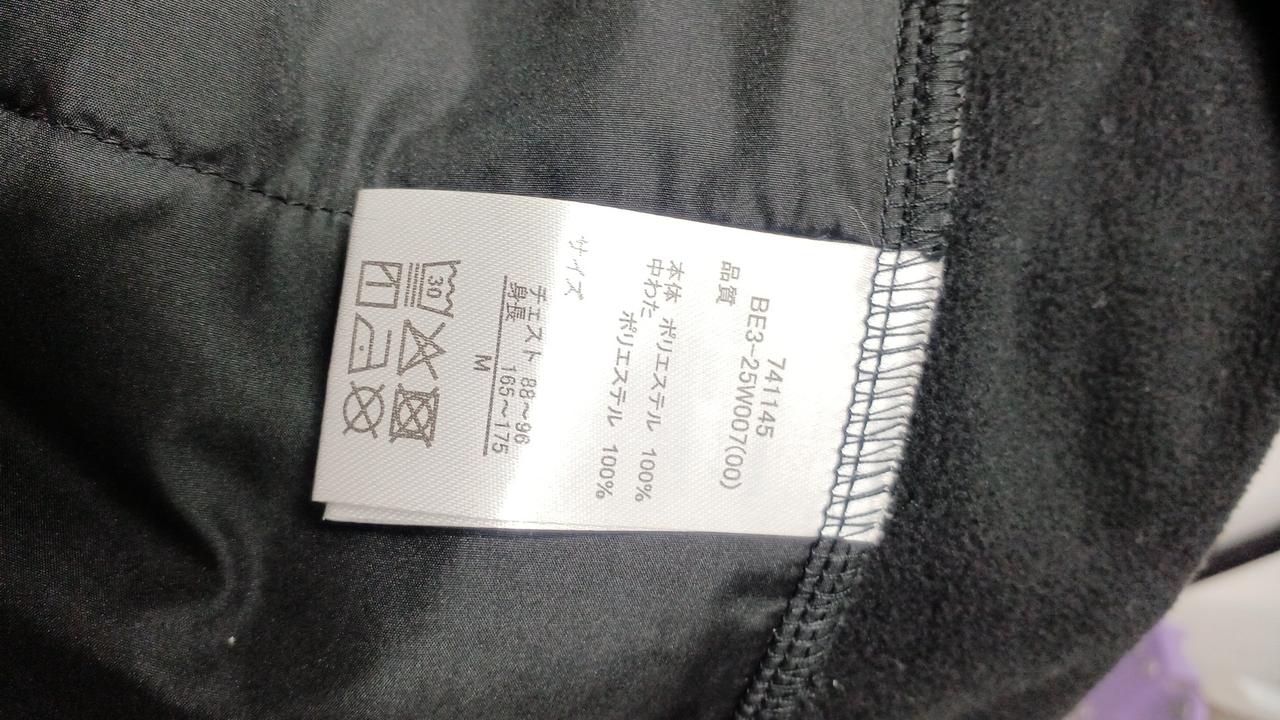 741145
BE3-25W007(00)
品質
本体 ポリエステル 100%
中わた ポリエステル 100%
サイズ
チェスト 88～96
身長 165～175
M
30